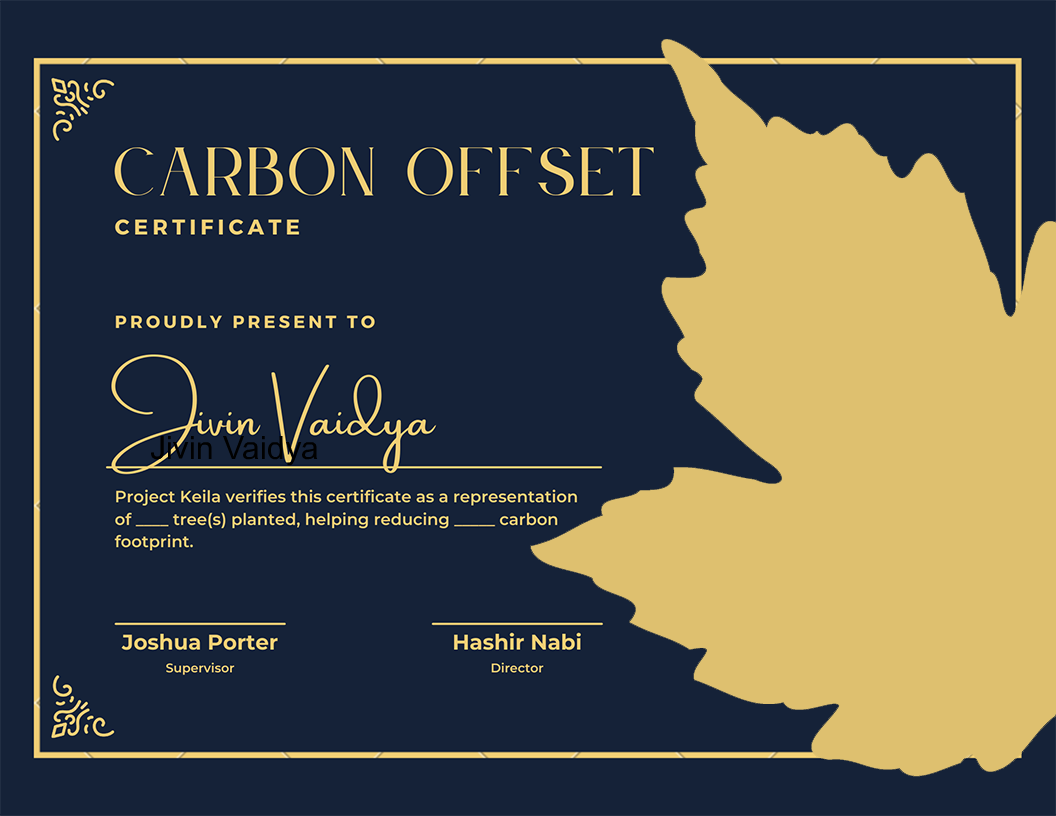 CARBON OFFSET
CERTIFICATE
PROUDLY PRESENT TO
Jivin Vaidya
Jivin Vaidya
Project Keila verifies this certificate as a representation
of ____ tree(s) planted, helping reducing _____ carbon
footprint.
Joshua Porter
Supervisor
Hashir Nabi
Director